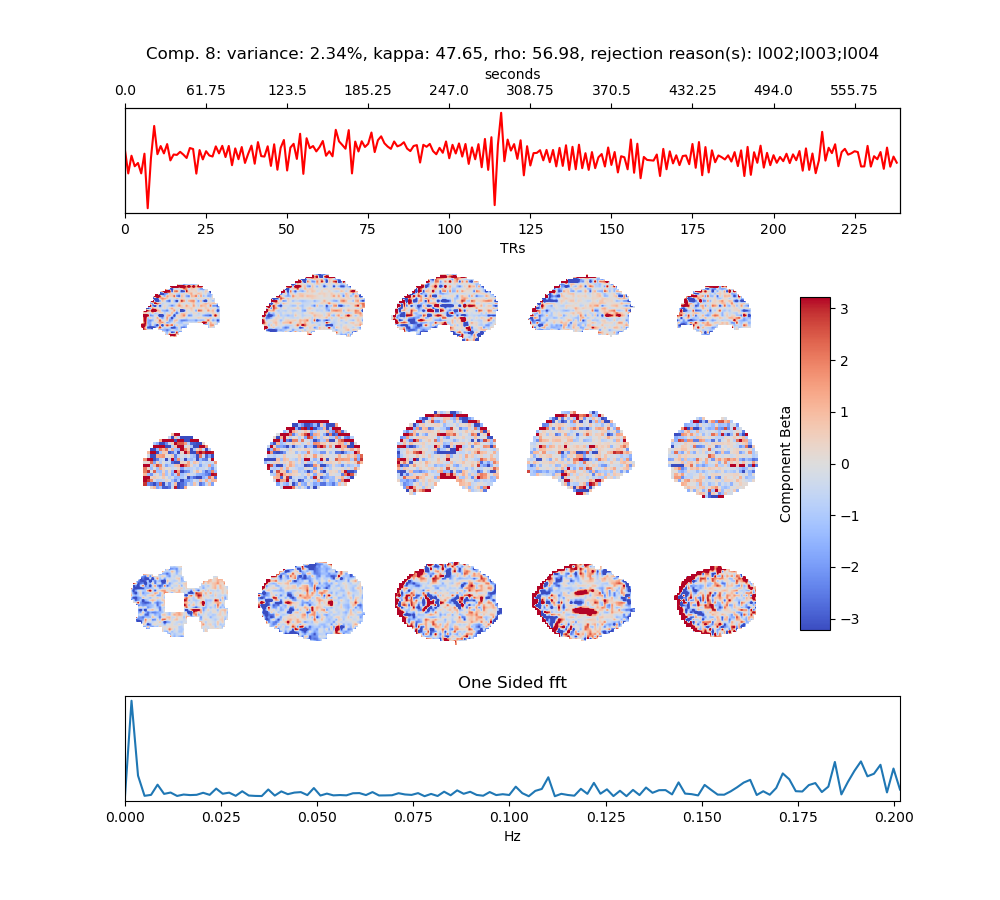 Comp. 8: variance: 2.34%, kappa: 47.65, rho: 56.98, rejection reason(s): I002;I003;I004
seconds
0.0 61.75 123.5 185.25 247.0 308.75 370.5 432.25 494.0 555.75
0 25 50 75 100 125 150 175 200 225
TRs
3
2
1
0
−1
−2
−3
Component Beta
One Sided fft
0.000 0.025 0.050 0.075 0.100 0.125 0.150 0.175 0.200
Hz